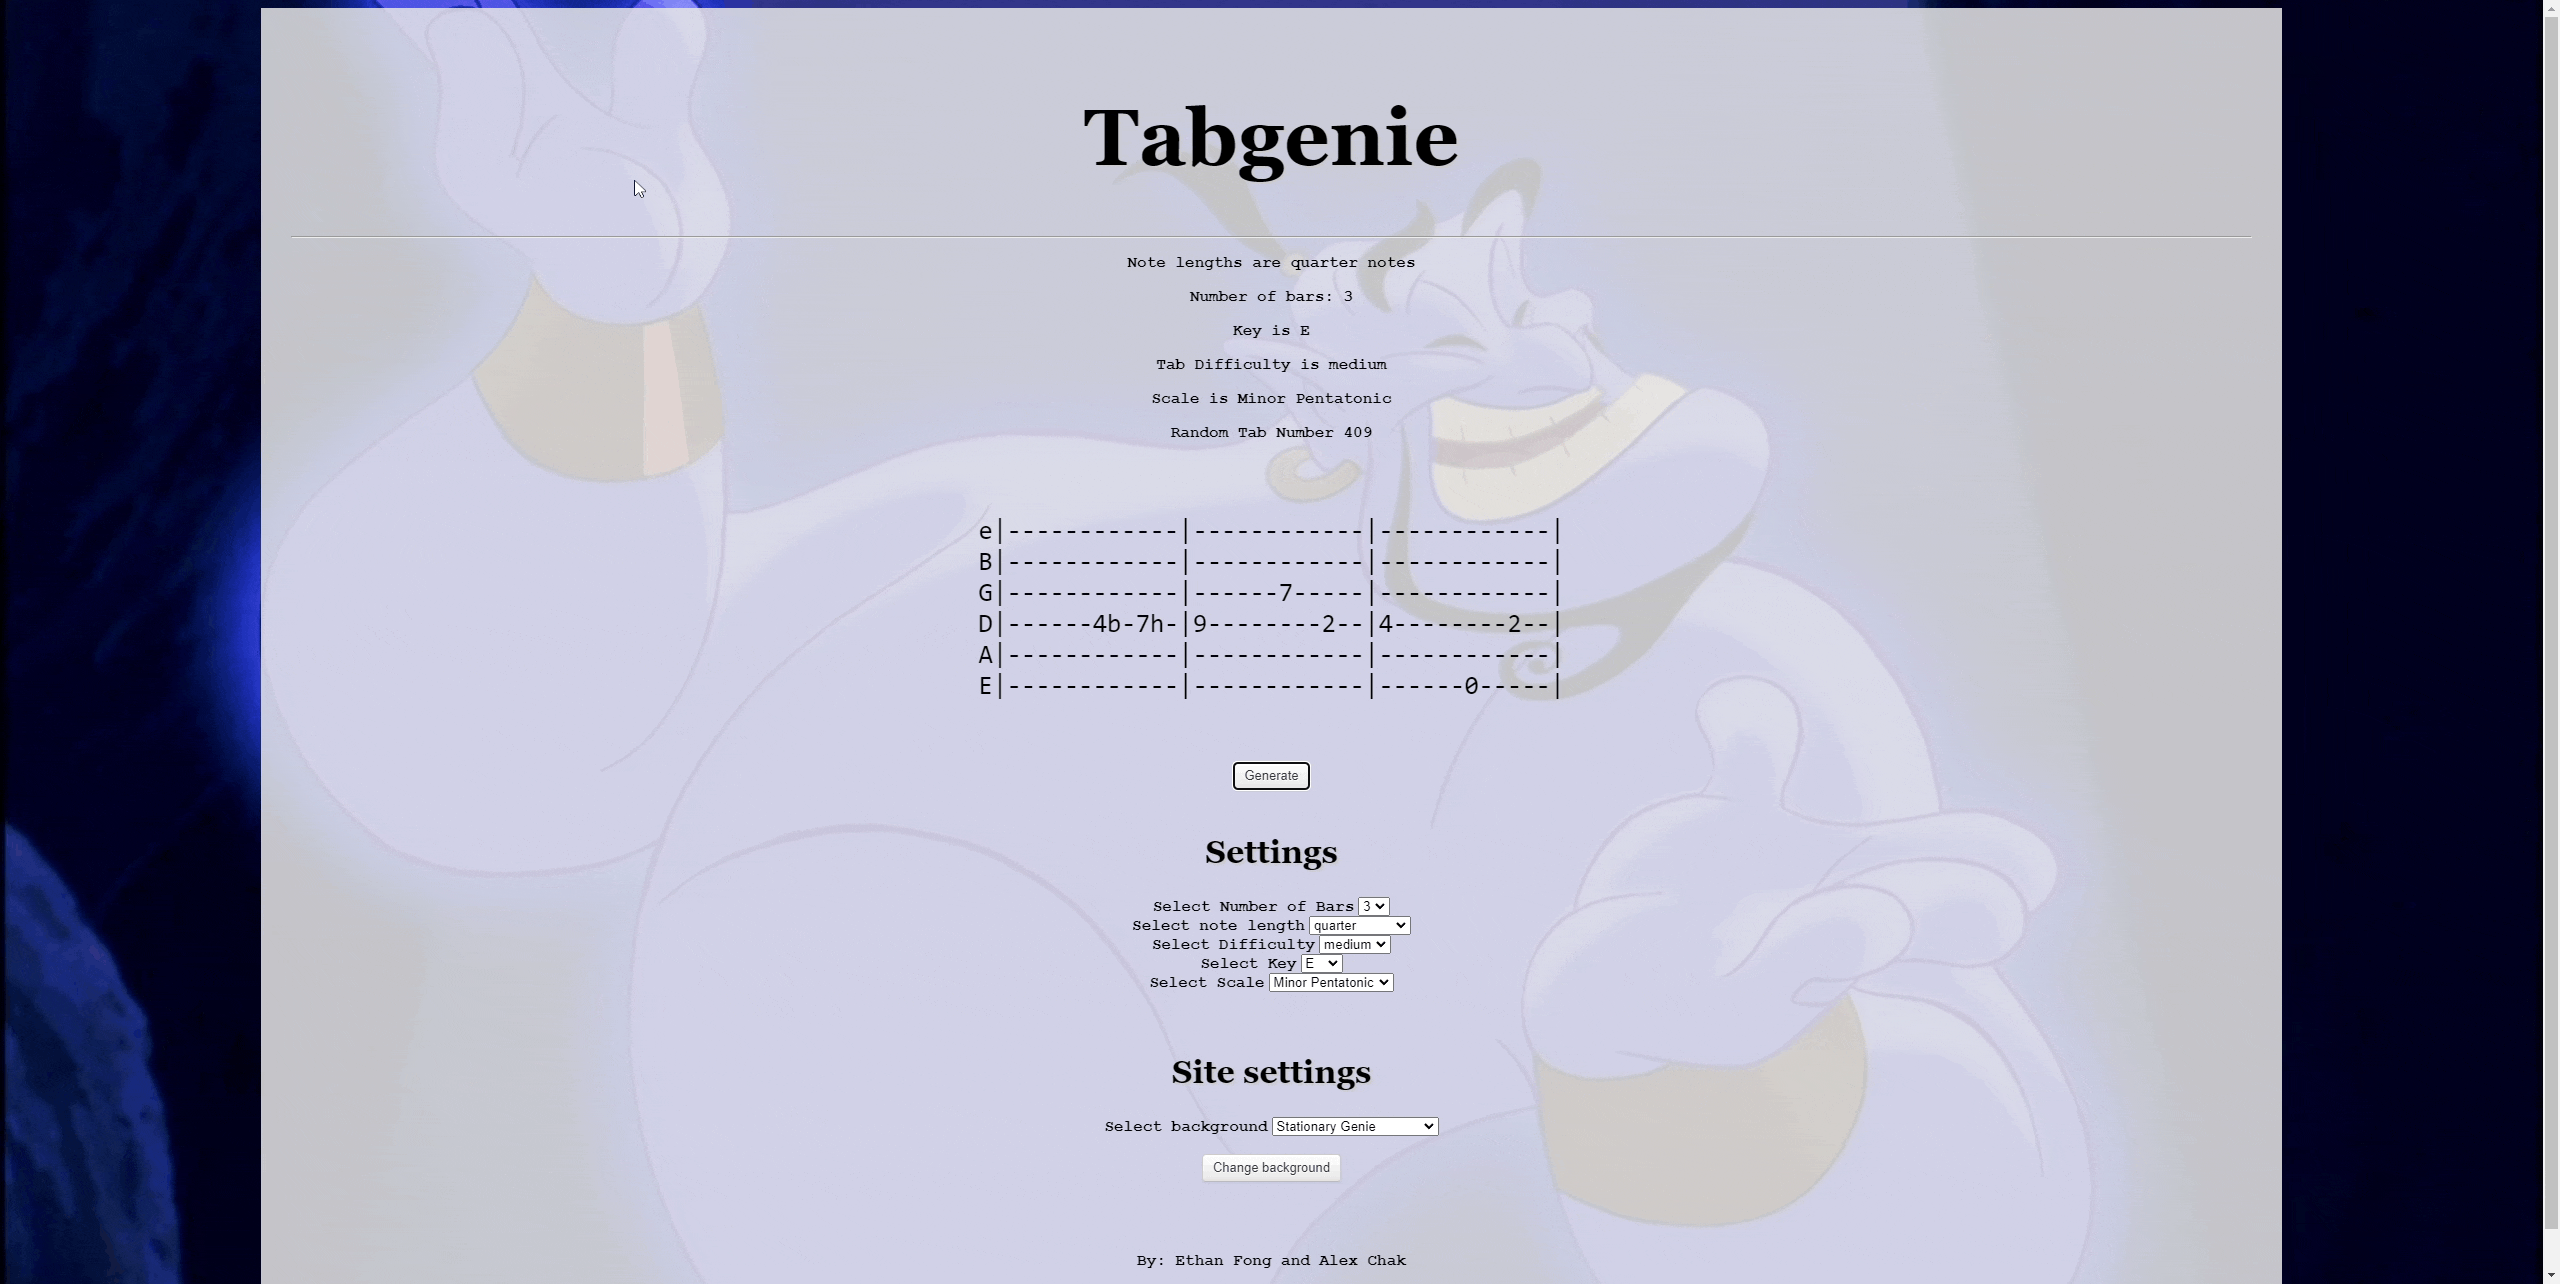 Tabgenie
Note lengths are quarter notes
Number of bars: 3
Key is E
Tab Difficulty is medium
Scale is Minor Pentatonic
Random Tab Number 409
e|------------|------------|------------|
B|------------|------------|------------|
G|------------|------7-----|------------|
D|------4b-7h-|9--------2--|4--------2--|
A|------------|------------|------------|
E|------------|------------|------0-----|
Generate
Settings
Select Number of Bars 3
Select note length quarter
Select Difficulty medium
Select Key E
Select Scale Minor Pentatonic
Site settings
Select background Stationary Genie
Change background
By: Ethan Fong and Alex Chak